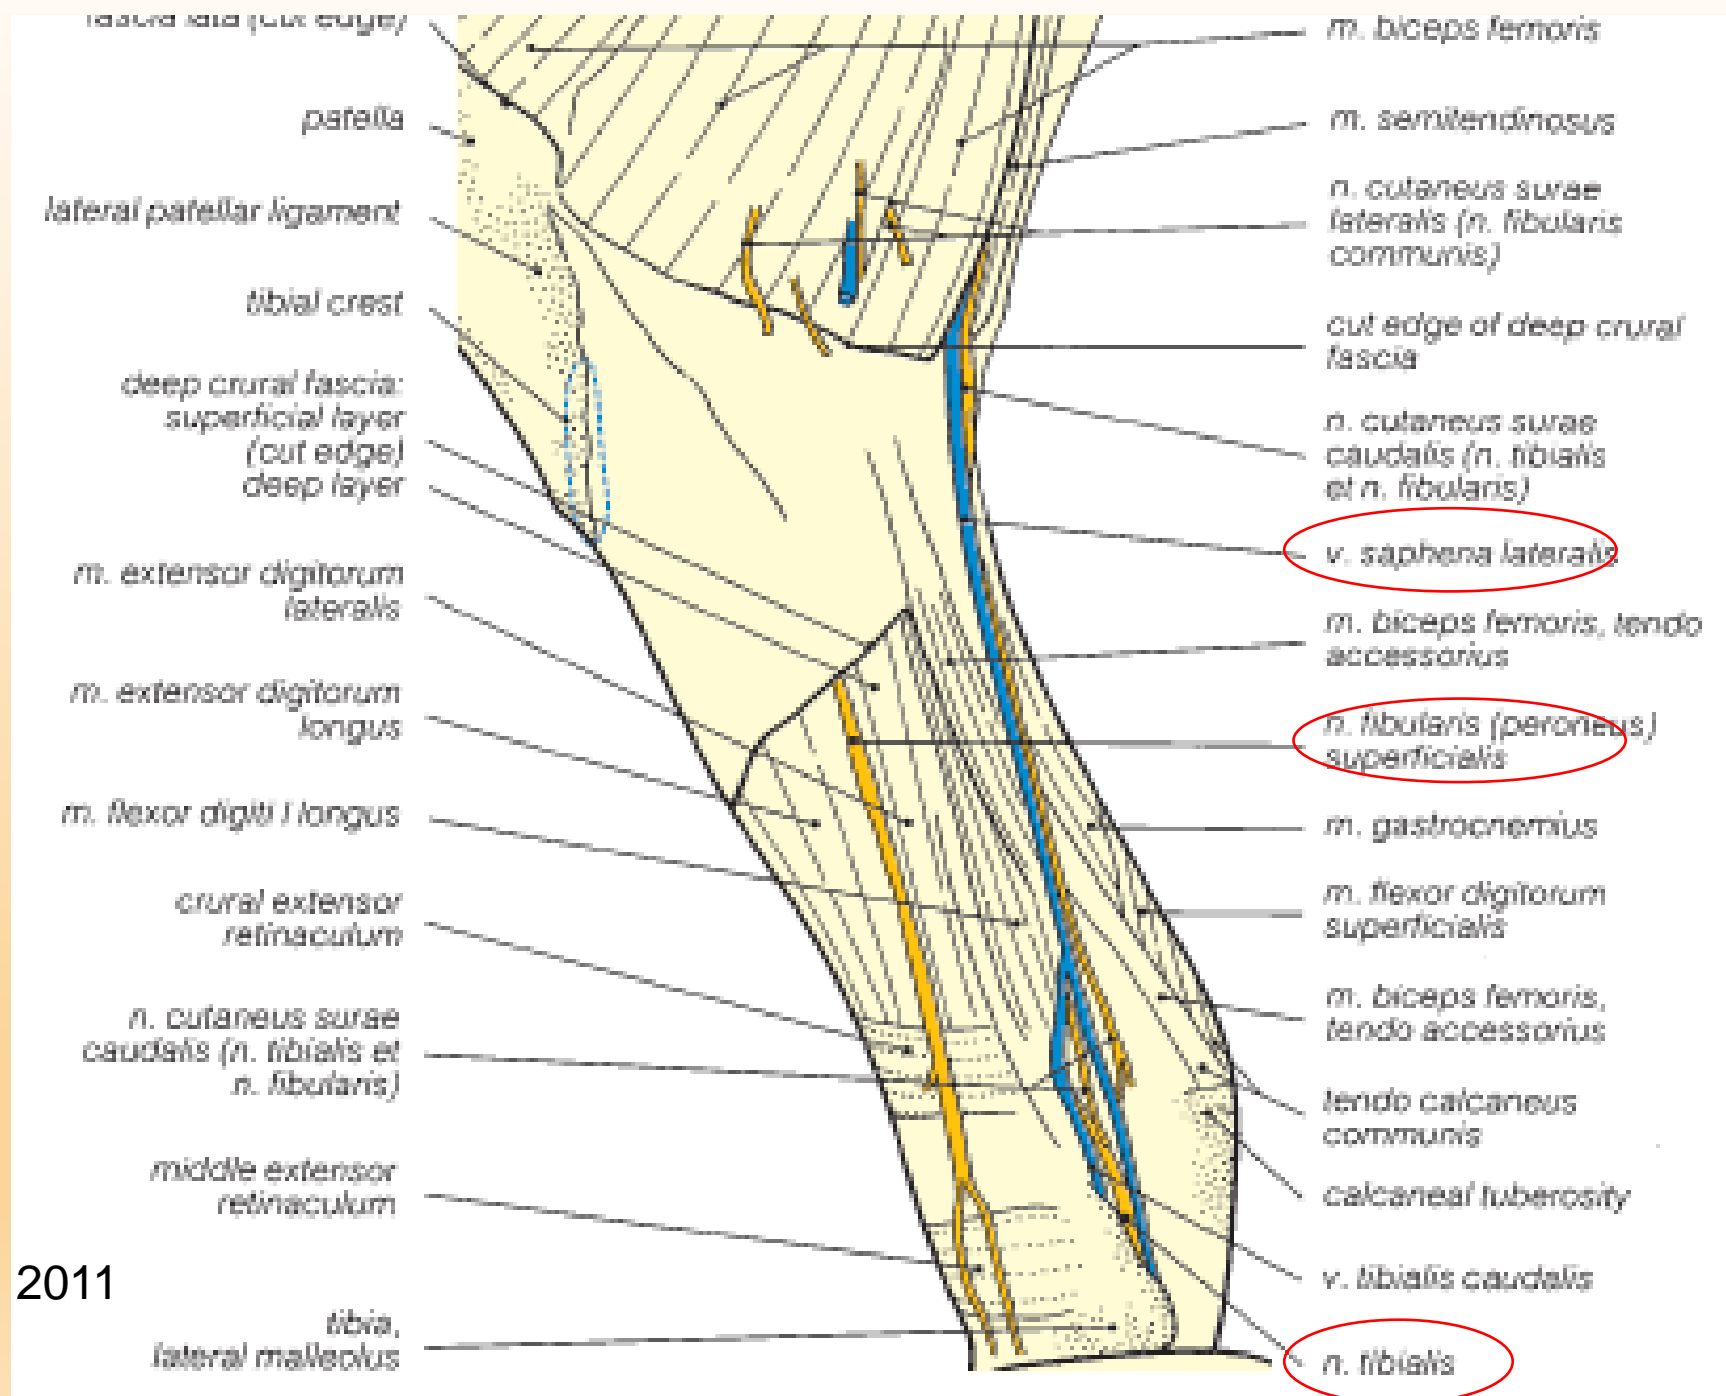 fascia lata (cut edge)
patella
lateral patellar ligament
tibial crest
deep crural fascia:
superficial layer
(cut edge)
deep layer
m. extensor digitorum
lateralis
m. extensor digitorum
longus
m. flexor digiti I longus
crural extensor
retinaculum
n. cutaneus surae
caudalis (n. tibialis et
n. fibularis)
middle extensor
retinaculum
2011
tibia,
lateral malleolus
m. biceps femoris
m. semitendinosus
n. cutaneus surae
lateralis (n. fibularis
communis)
cut edge of deep crural
fascia
n. cutaneus surae
caudalis (n. tibialis
et n. fibularis)
v. saphena lateralis
m. biceps femoris, tendo
accessorius
n. fibularis (peroneus)
superficialis
m. gastrocnemius
m. flexor digitorum
superficialis
m. biceps femoris,
tendo accessorius
tendo calcaneus
communis
calcaneal tuberosity
v. tibialis caudalis
n. tibialis